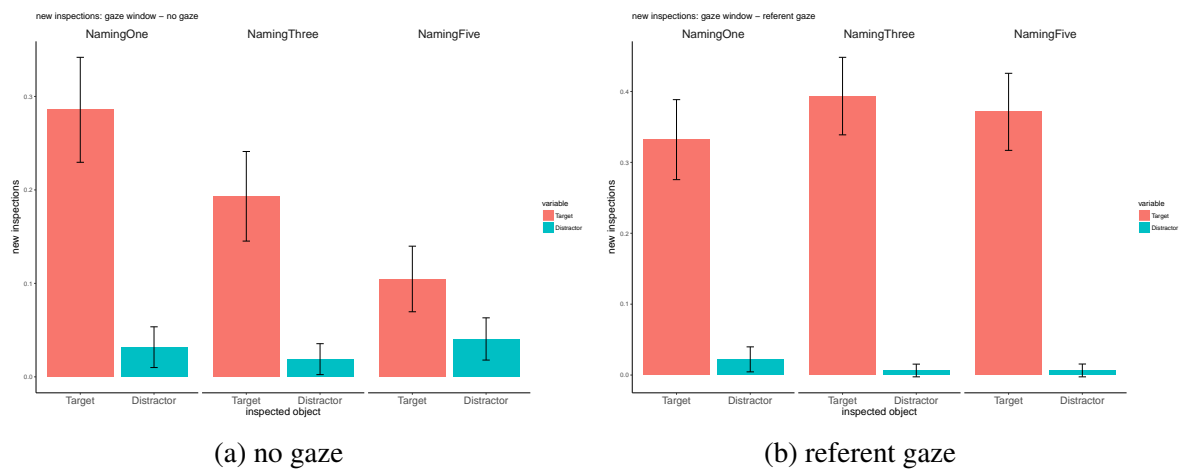 new inspections: gaze window − no gaze
NamingOne NamingThree NamingFive
new inspections
0.3
0.2
0.1
0.0
Target Distractor Target Distractor Target Distractor
inspected object
variable
Target
Distractor
(a) no gaze
new inspections: gaze window − referent gaze
NamingOne NamingThree NamingFive
new inspections
0.4
0.3
0.2
0.1
0.0
Target Distractor Target Distractor Target Distractor
inspected object
variable
Target
Distractor
(b) referent gaze